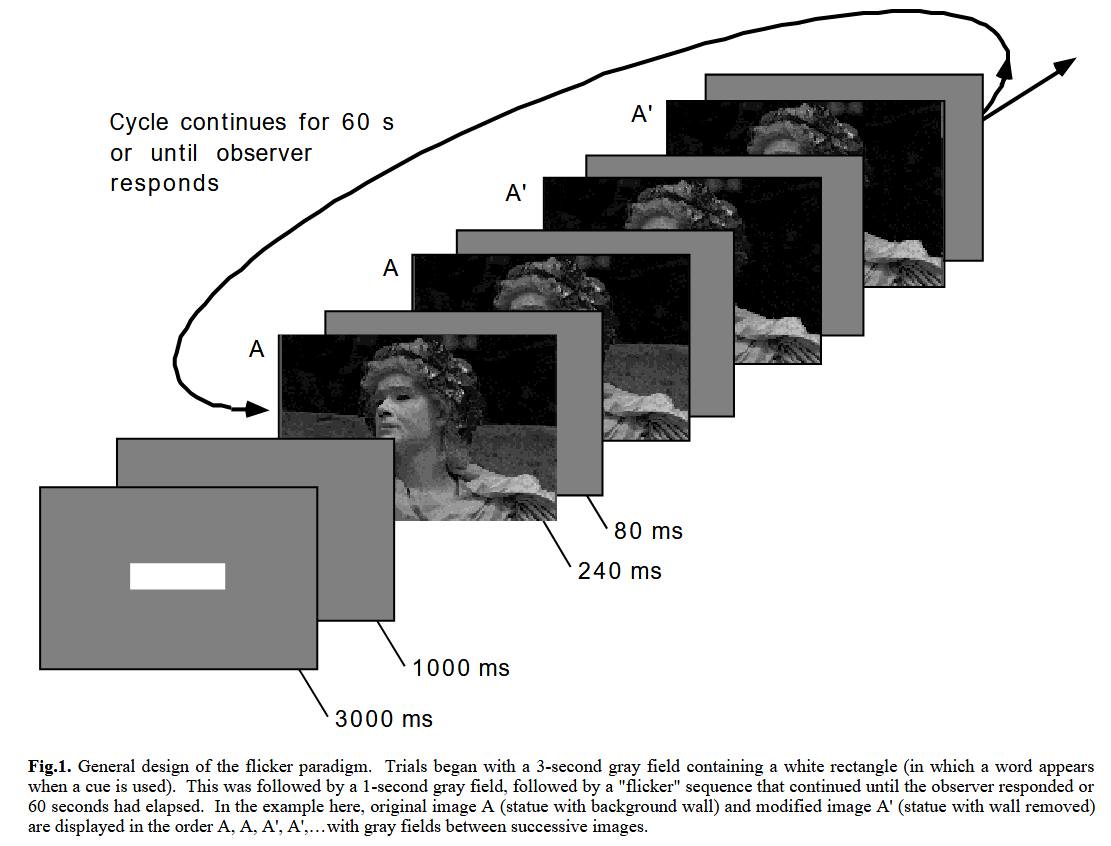 Cycle continues for 60 s
or until observer
responds
A'
A'
A
A
80 ms
240 ms
1000 ms
3000 ms
Fig.1. General design of the flicker paradigm. Trials began with a 3-second gray field containing a white rectangle (in which a word appears
when a cue is used). This was followed by a 1-second gray field, followed by a "flicker" sequence that continued until the observer responded or
60 seconds had elapsed. In the example here, original image A (statue with background wall) and modified image A' (statue with wall removed)
are displayed in the order A, A, A', A',...with gray fields between successive images.